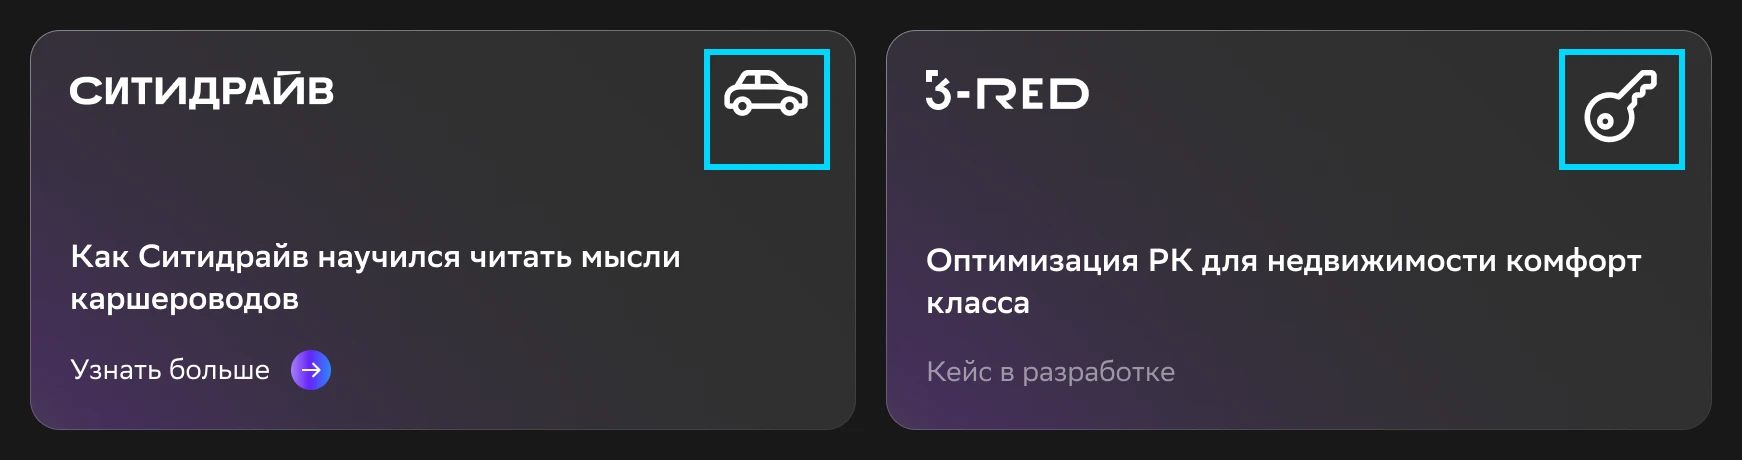 СИТИДРАЙВ
Как Ситидрайв научился читать мысли
каршероводов
Узнать больше
3-RED
Оптимизация РК для недвижимости комфорт
класса
Кейс в разработке